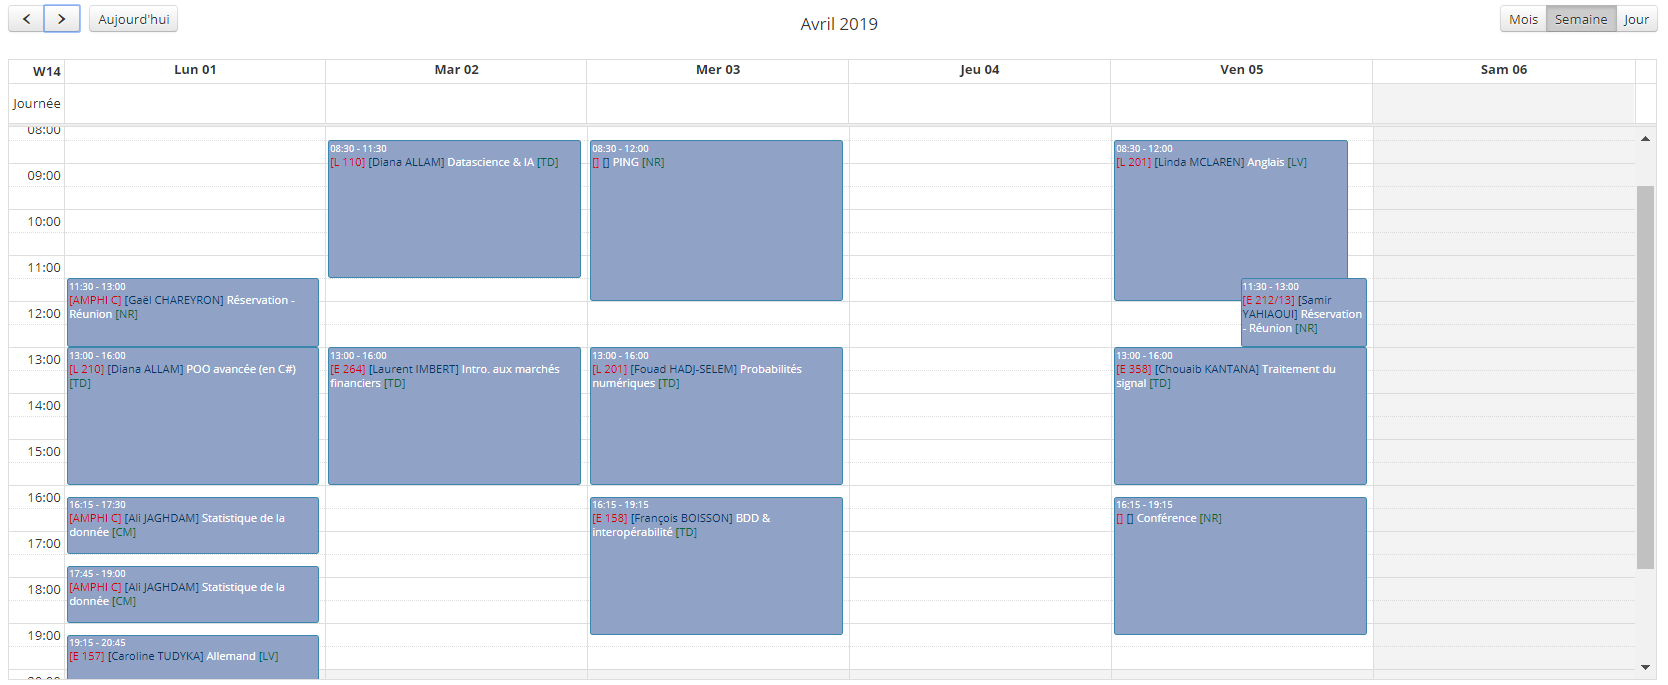 Aujourd'hui
Avril 2019
Mois Semaine Jour
W14 Lun 01 Mar 02 Mer 03 Jeu 04 Ven 05 Sam 06
Journée
08:00
09:00
10:00
11:00
12:00
13:00
14:00
15:00
16:00
17:00
18:00
19:00
20:00
11:30 - 13:00
[AMPHI C] [Gaël CHAREYRON] Réservation -
Réunion [NR]
13:00 - 16:00
[L 210] [Diana ALLAM] POO avancée (en C#)
[TD]
16:15 - 17:30
[AMPHI C] [Ali JAGHDAM] Statistique de la
donnée [CM]
17:45 - 19:00
[AMPHI C] [Ali JAGHDAM] Statistique de la
donnée [CM]
19:15 - 20:45
[E 157] [Caroline TUDYKA] Allemand [LV]
08:30 - 11:30
[L 110] [Diana ALLAM] Datascience & IA [TD]
13:00 - 16:00
[E 264] [Laurent IMBERT] Intro. aux marchés
financiers [TD]
08:30 - 12:00
[] [] PING [NR]
13:00 - 16:00
[L 201] [Fouad HADJ-SELEM] Probabilités
numériques [TD]
16:15 - 19:15
[E 158] [François BOISSON] BDD &
interopérabilité [TD]
08:30 - 12:00
[L 201] [Linda MCLAREN] Anglais [LV]
11:30 - 13:00
[E 212/13] [Samir
YAHIAOUI] Réservation
- Réunion [NR]
13:00 - 16:00
[E 358] [Chouaib KANTANA] Traitement du
signal [TD]
16:15 - 19:15
[] [] Conférence [NR]